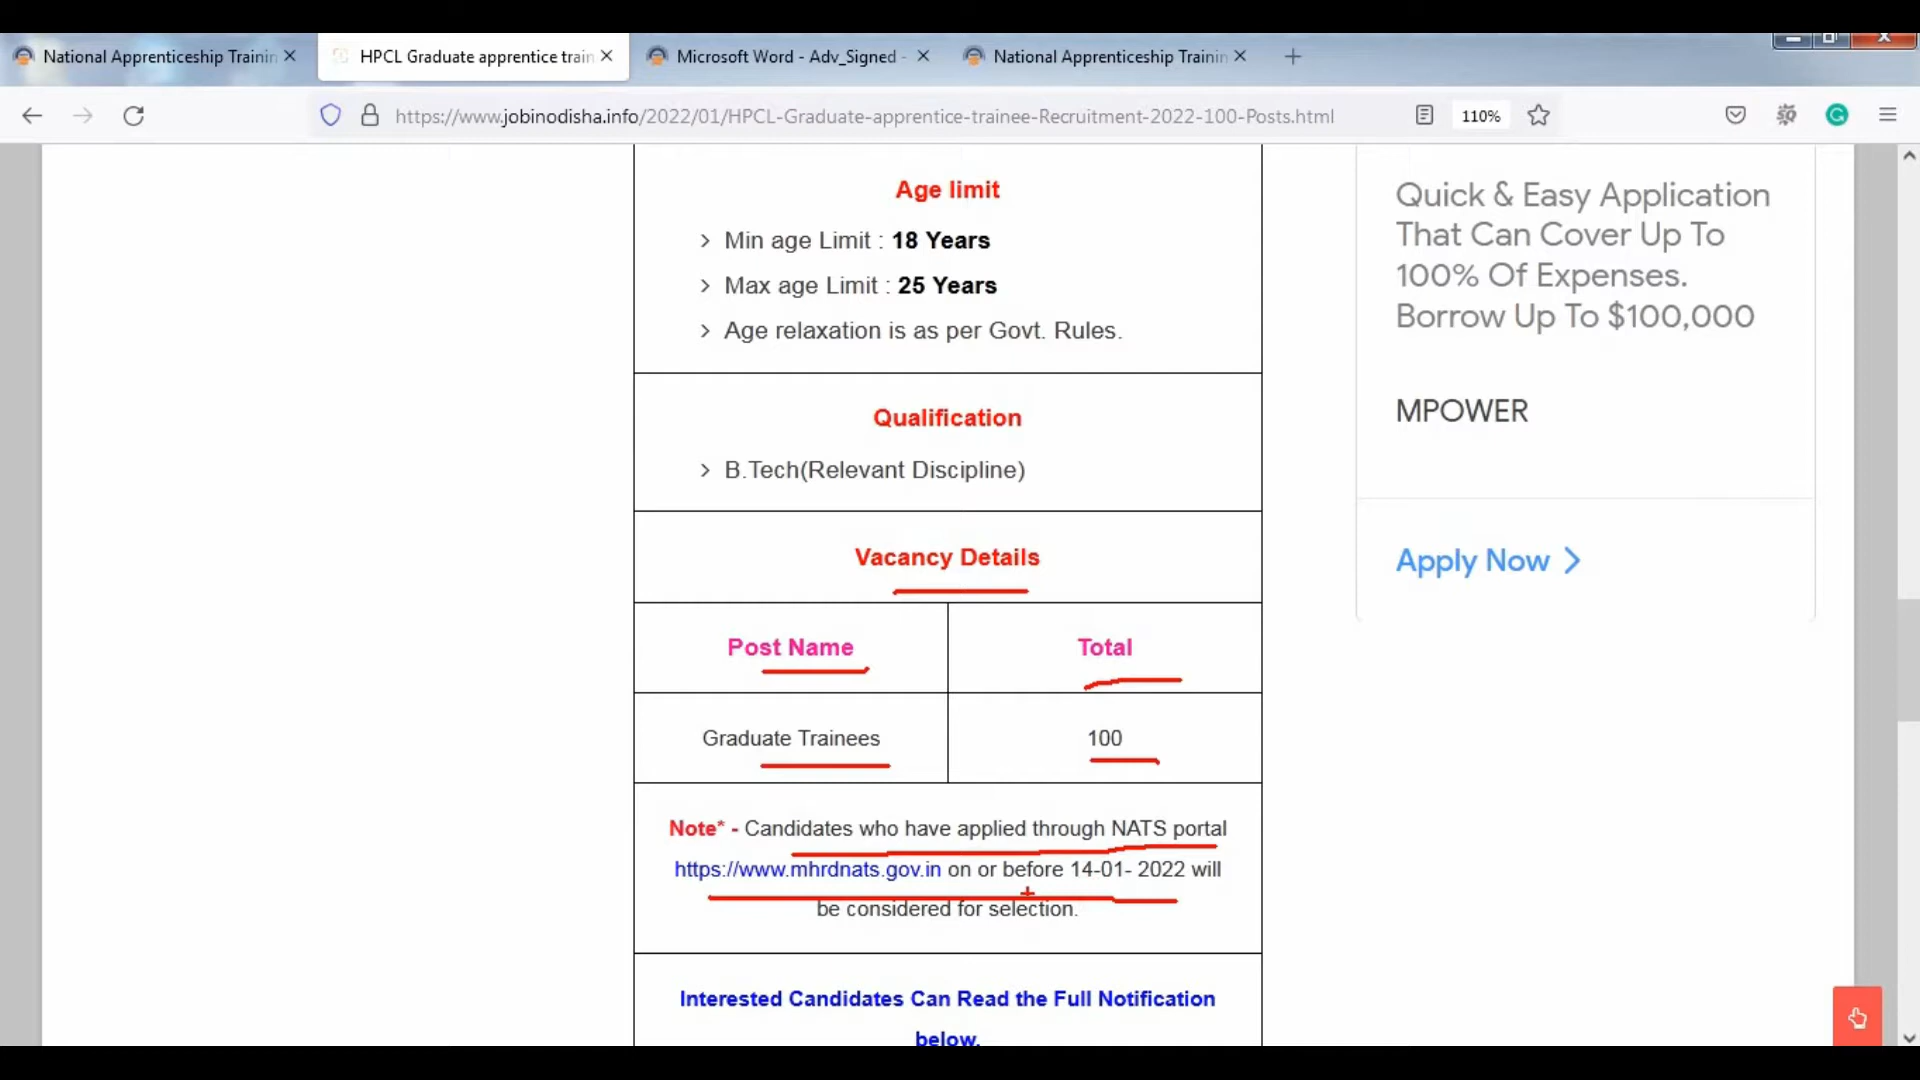 National Apprenticeship Trainin
HPCL Graduate apprentice train
Microsoft Word - Adv_Signed -
National Apprenticeship Trainin
https://www.jobinodisha.info/2022/01/HPCL-Graduate-apprentice-trainee-Recruitment-2022-100-Posts.html
110%
Age limit
Min age Limit : 18 Years
Max age Limit : 25 Years
Age relaxation is as per Govt. Rules.
Qualification
B.Tech(Relevant Discipline)
Vacancy Details
Post Name
Total
Graduate Trainees
100
Note* - Candidates who have applied through NATS portal
https://www.mhrdnats.gov.in on or before 14-01- 2022 will
be considered for selection.
Interested Candidates Can Read the Full Notification
below.
Quick & Easy Application
That Can Cover Up To
100% Of Expenses.
Borrow Up To $100,000
MPOWER
Apply Now